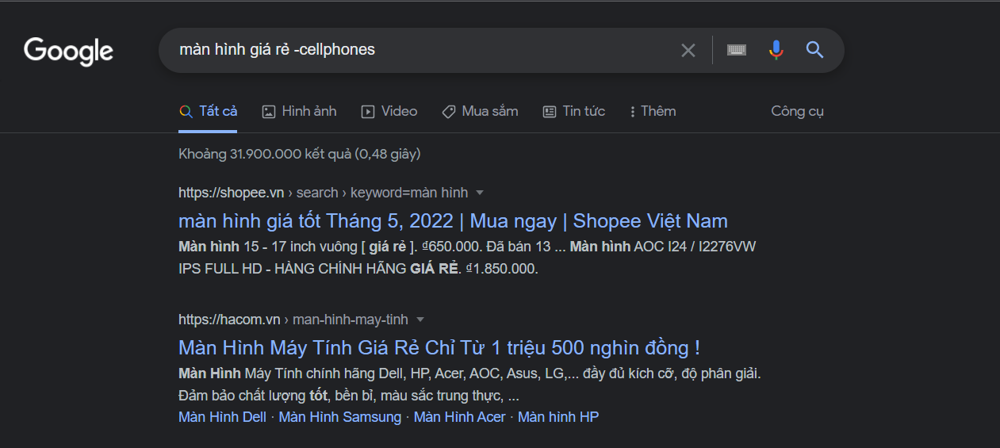 Google
màn hình giá rẻ -cellphones
Tất cả
Hình ảnh
Video
Mua sắm
Tin tức
Thêm
Công cụ
Khoảng 31.900.000 kết quả (0,48 giây)
https://shopee.vn › search › keyword=màn hình
màn hình giá tốt Tháng 5, 2022 | Mua ngay | Shopee Việt Nam
Màn hình 15 - 17 inch vuông [ giá rẻ ]. ₫650.000. Đã bán 13 ... Màn hình AOC I24 / I2276VW
IPS FULL HD - HÀNG CHÍNH HÃNG GIÁ RẺ. ₫1.850.000.
https://hacom.vn › man-hinh-may-tinh
Màn Hình Máy Tính Giá Rẻ Chỉ Từ 1 triệu 500 nghìn đồng !
Màn Hình Máy Tính chính hãng Dell, HP, Acer, AOC, Asus, LG,... đầy đủ kích cỡ, độ phân giải.
Đảm bảo chất lượng tốt, bền bỉ, màu sắc trung thực, ...
Màn Hình Dell · Màn Hình Samsung · Màn Hình Acer · Màn hình HP